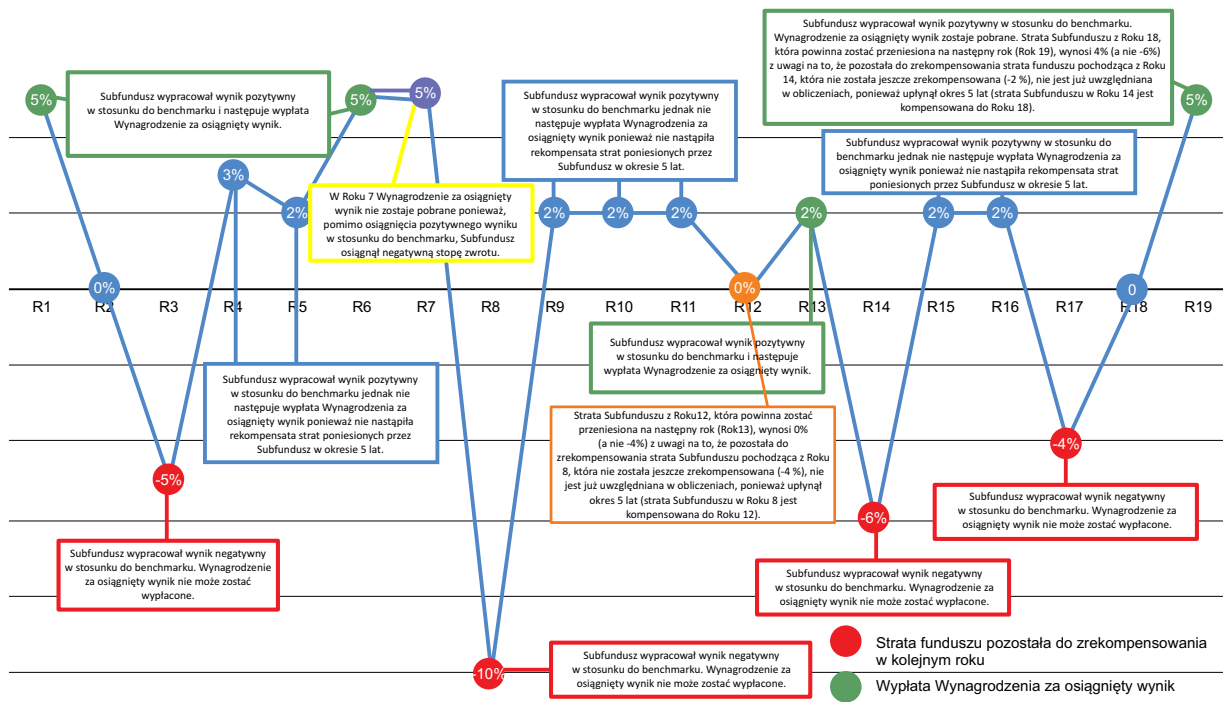 Subfundusz wypracował wynik pozytywny w stosunku do benchmarku.
Wynagrodzenie za osiągnięty wynik zostaje pobrane. Strata Subfunduszu z Roku 18,
która powinna zostać przeniesiona na następny rok (Rok 19), wynosi 4% (a nie -6%)
z uwagi na to, że pozostała do zrekompensowania strata funduszu pochodząca z Roku
14, która nie została jeszcze zrekompensowana (-2 %), nie jest już uwzględniana
w obliczeniach, ponieważ upłynął okres 5 lat (strata Subfunduszu w Roku 14 jest
kompensowana do Roku 18).
Subfundusz wypracował wynik pozytywny
w stosunku do benchmarku i następuje wypłata
Wynagrodzenie za osiągnięty wynik.
Subfundusz wypracował wynik pozytywny
w stosunku do benchmarku jednak nie
następuje wypłata Wynagrodzenia za
osiągnięty wynik ponieważ nie nastąpiła
rekompensata strat poniesionych przez
Subfundusz w okresie 5 lat.
Subfundusz wypracował wynik pozytywny w stosunku do
benchmarku jednak nie następuje wypłata Wynagrodzenia za
osiągnięty wynik ponieważ nie nastąpiła rekompensata strat
poniesionych przez Subfundusz w okresie 5 lat.
W Roku 7 Wynagrodzenie za osiągnięty
wynik nie zostaje pobrane ponieważ,
pomimo osiągnięcia pozytywnego wyniku
w stosunku do benchmarku, Subfundusz
osiągnął negatywną stopę zwrotu.
5%
0%
-5%
3%
2%
5%
5%
-10%
2%
2%
2%
0%
2%
-6%
2%
2%
-4%
0
5%
R1
R2
R3
R4
R5
R6
R7
R8
R9
R10
R11
R12
R13
R14
R15
R16
R17
R18
R19
Subfundusz wypracował wynik pozytywny
w stosunku do benchmarku i następuje
wypłata Wynagrodzenie za osiągnięty wynik.
Subfundusz wypracował wynik pozytywny
w stosunku do benchmarku jednak nie
następuje wypłata Wynagrodzenia za
osiągnięty wynik ponieważ nie nastąpiła
rekompensata strat poniesionych przez
Subfundusz w okresie 5 lat.
Strata Subfunduszu z Roku12, która powinna zostać
przeniesiona na następny rok (Rok13), wynosi 0%
(a nie -4%) z uwagi na to, że pozostała do
zrekompensowania strata Subfunduszu pochodząca z Roku
8, która nie została jeszcze zrekompensowana (-4 %), nie
jest już uwzględniana w obliczeniach, ponieważ upłynął
okres 5 lat (strata Subfunduszu w Roku 8 jest
kompensowana do Roku 12).
Subfundusz wypracował wynik negatywny
w stosunku do benchmarku. Wynagrodzenie za
osiągnięty wynik nie może zostać wypłacone.
Subfundusz wypracował wynik negatywny
w stosunku do benchmarku. Wynagrodzenie
za osiągnięty wynik nie może zostać
wypłacone.
Subfundusz wypracował wynik negatywny
w stosunku do benchmarku. Wynagrodzenie za
osiągnięty wynik nie może zostać wypłacone.
Subfundusz wypracował wynik negatywny
w stosunku do benchmarku. Wynagrodzenie za
osiągnięty wynik nie może zostać wypłacone.
Strata funduszu pozostała do zrekompensowania
w kolejnym roku
Wypłata Wynagrodzenia za osiągnięty wynik